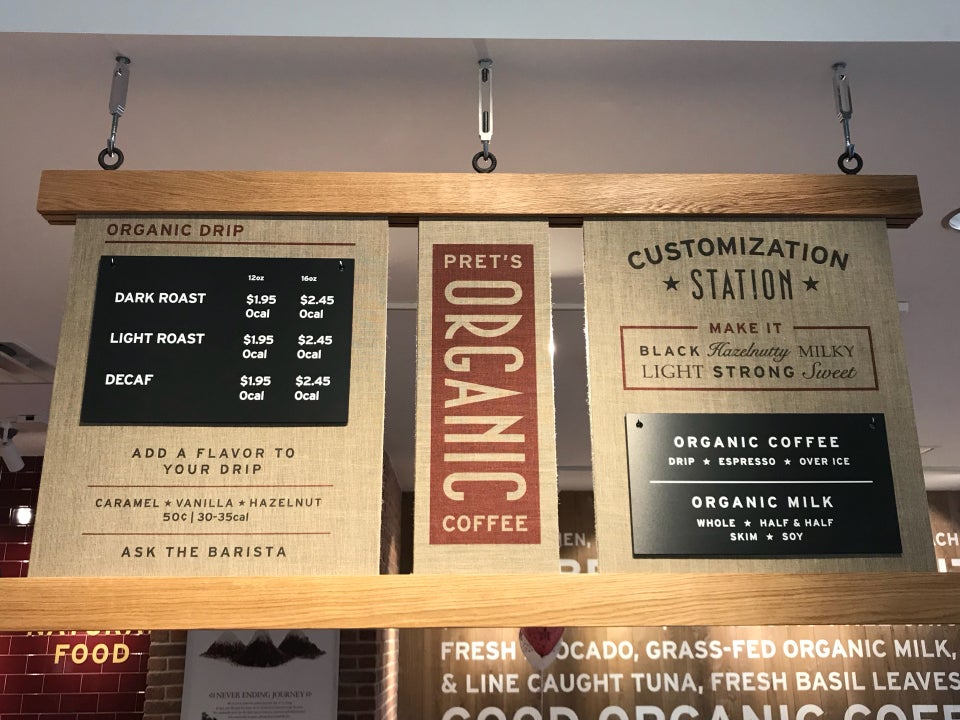 ORGANIC DRIP
12oz 16oz
DARK ROAST $1.95 $2.45
0cal 0cal
LIGHT ROAST $1.95 $2.45
0cal 0cal
DECAF $1.95 $2.45
0cal 0cal
ADD A FLAVOR TO
YOUR DRIP
CARAMEL ★ VANILLA ★ HAZELNUT
50¢ | 30-35cal
ASK THE BARISTA
PRET'S
ORGANIC
COFFEE
CUSTOMIZATION
★ STATION ★
MAKE IT
BLACK Hazelnutty MILKY
LIGHT STRONG Sweet
ORGANIC COFFEE
DRIP ★ ESPRESSO ★ OVER ICE
ORGANIC MILK
WHOLE ★ HALF & HALF
SKIM ★ SOY
NATURAL
FOOD
NEVER ENDING JOURNEY
FRESH OCADO, GRASS-FED ORGANIC MILK,
& LINE CAUGHT TUNA, FRESH BASIL LEAVES
GOOD ORGANIC COFF